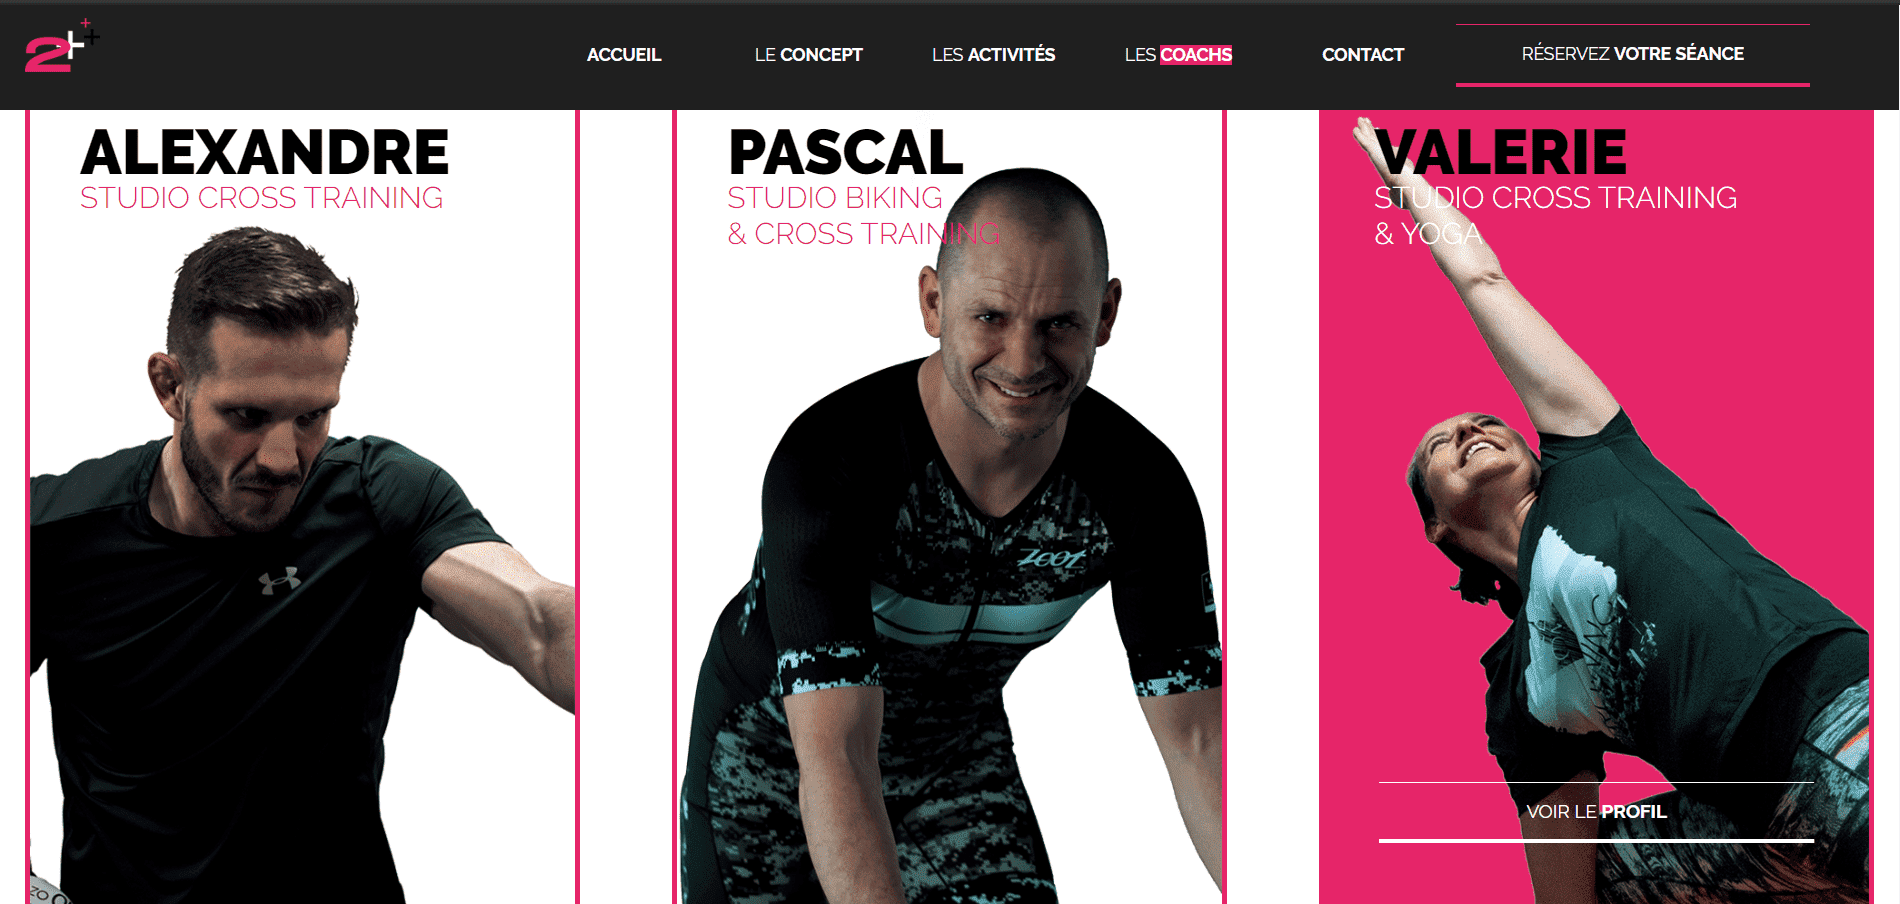 2+
ACCUEIL
LE CONCEPT
LES ACTIVITÉS
LES COACHS
CONTACT
RÉSERVEZ VOTRE SÉANCE
ALEXANDRE
STUDIO CROSS TRAINING
PASCAL
STUDIO BIKING
& CROSS TRAINING
VALERIE
STUDIO CROSS TRAINING
& YOGA
ZOOT
VOIR LE PROFIL